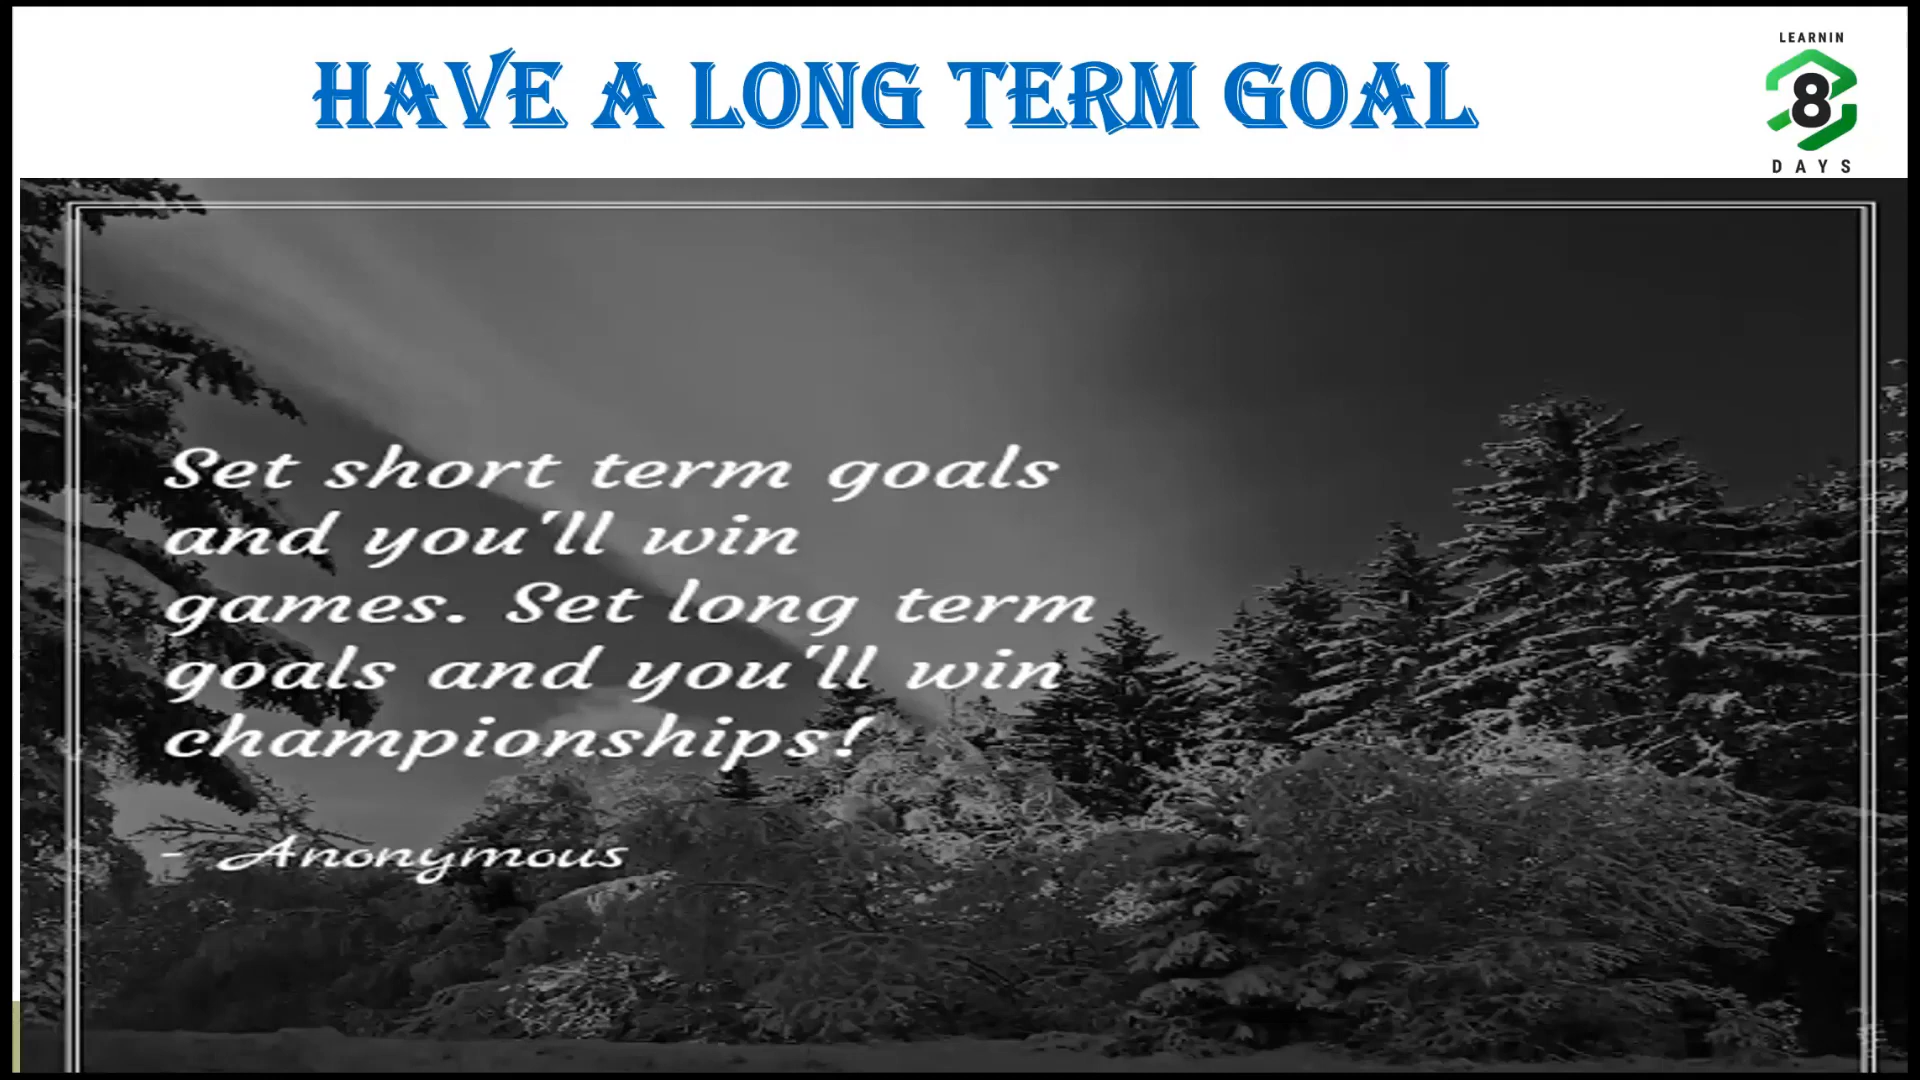 HAVE A LONG TERM GOAL
LEARNIN
8
DAYS
Set short term goals
and you'll win
games. Set long term
goals and you'll win
championships!
- Anonymous